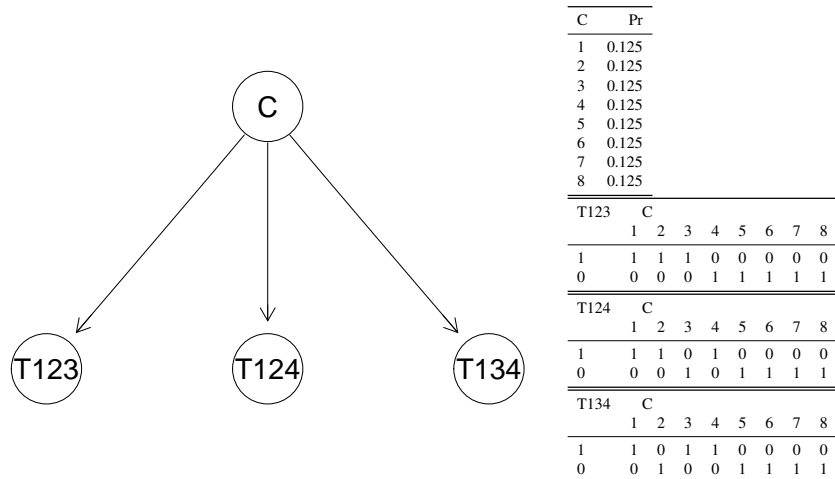 C
T123
T124
T134
C Pr
1 0.125
2 0.125
3 0.125
4 0.125
5 0.125
6 0.125
7 0.125
8 0.125
T123 C
1 2 3 4 5 6 7 8
1 1 1 1 0 0 0 0 0
0 0 0 0 1 1 1 1 1
T124 C
1 2 3 4 5 6 7 8
1 1 1 0 1 0 0 0 0
0 0 0 1 0 1 1 1 1
T134 C
1 2 3 4 5 6 7 8
1 1 0 1 1 0 0 0 0
0 0 1 0 0 1 1 1 1